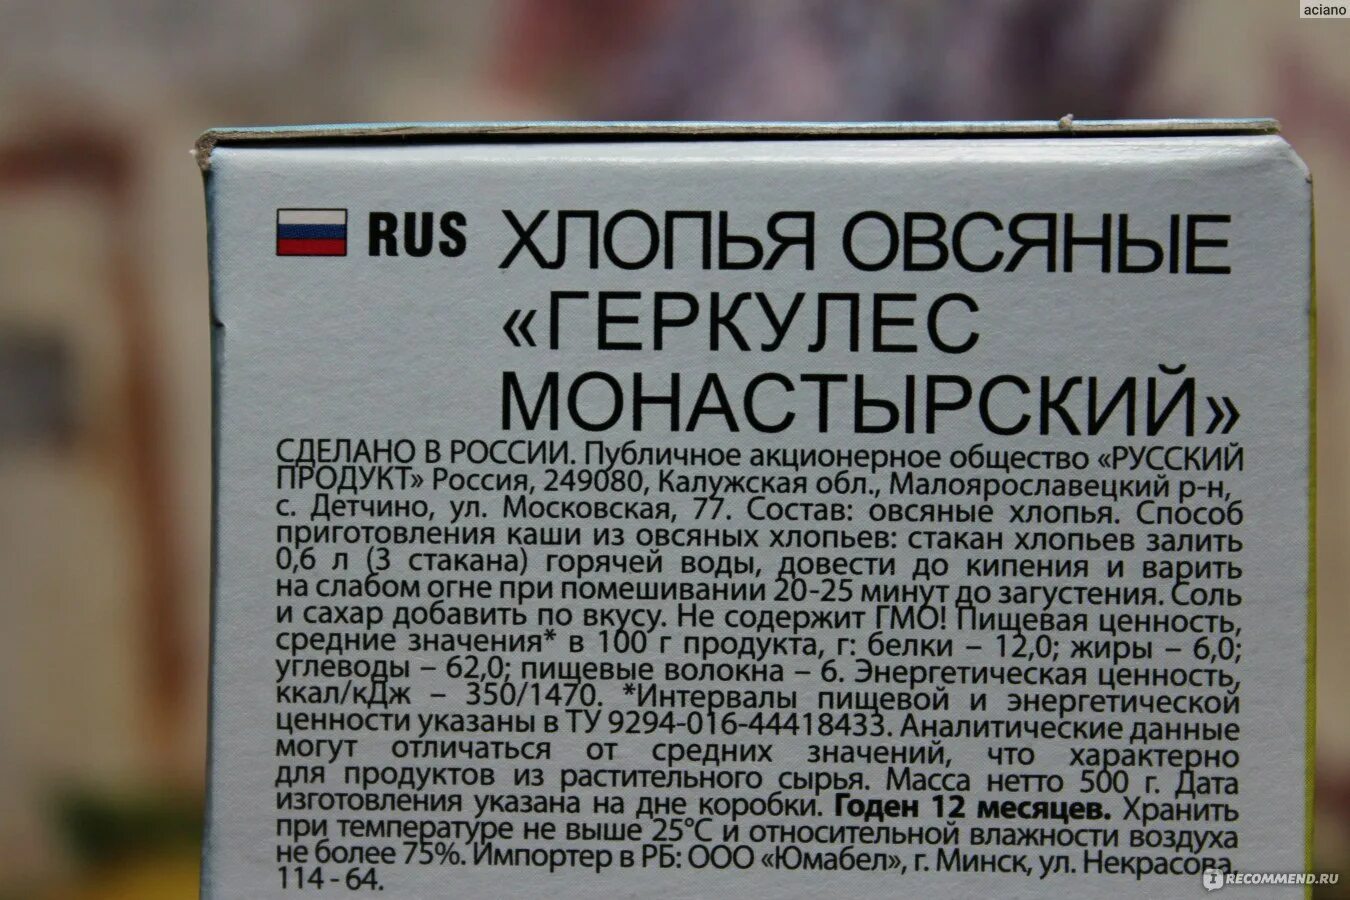 aciano
RUS ХЛОПЬЯ ОВСЯНЫЕ
«ГЕРКУЛЕС
МОНАСТЫРСКИЙ»
СДЕЛАНО В РОССИИ. Публичное акционерное общество «РУССКИЙ
ПРОДУКТ» Россия, 249080, Калужская обл., Малоярославецкий р-н,
с. Детчино, ул. Московская, 77. Состав: овсяные хлопья. Способ
приготовления каши из овсяных хлопьев: стакан хлопьев залить
0,6 л (3 стакана) горячей воды, довести до кипения и варить
на слабом огне при помешивании 20-25 минут до загустения. Соль
и сахар добавить по вкусу. Не содержит ГМО! Пищевая ценность,
средние значения* в 100 г продукта, г: белки – 12,0; жиры – 6,0;
углеводы – 62,0; пищевые волокна – 6. Энергетическая ценность,
ккал/кДж – 350/1470. *Интервалы пищевой и энергетической
ценности указаны в ТУ 9294-016-44418433. Аналитические данные
могут отличаться от средних значений, что характерно
для продуктов из растительного сырья. Масса нетто 500 г. Дата
изготовления указана на дне коробки. Годен 12 месяцев. Хранить
при температуре не выше 25°С и относительной влажности воздуха
не более 75%. Импортер в РБ: ООО «Юмабел», г. Минск, ул. Некрасова,
114 - 64.
IRECOMMEND.RU